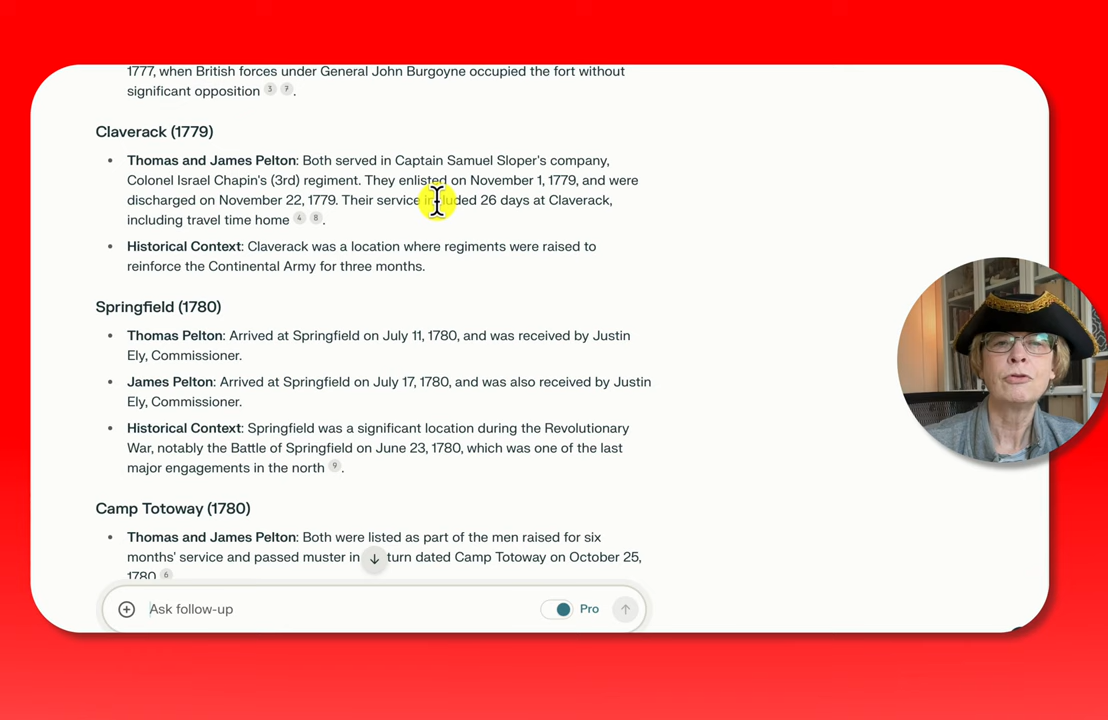 1777, when British forces under General John Burgoyne occupied the fort without
significant opposition 3 7.
Claverack (1779)
• Thomas and James Pelton: Both served in Captain Samuel Sloper's company,
Colonel Israel Chapin's (3rd) regiment. They enlisted on November 1, 1779, and were
discharged on November 22, 1779. Their service included 26 days at Claverack,
including travel time home 4 8.
• Historical Context: Claverack was a location where regiments were raised to
reinforce the Continental Army for three months.
Springfield (1780)
• Thomas Pelton: Arrived at Springfield on July 11, 1780, and was received by Justin
Ely, Commissioner.
• James Pelton: Arrived at Springfield on July 17, 1780, and was also received by Justin
Ely, Commissioner.
• Historical Context: Springfield was a significant location during the Revolutionary
War, notably the Battle of Springfield on June 23, 1780, which was one of the last
major engagements in the north 9.
Camp Totoway (1780)
• Thomas and James Pelton: Both were listed as part of the men raised for six
months' service and passed muster in turn dated Camp Totoway on October 25,
1780 6
Ask follow-up
Pro